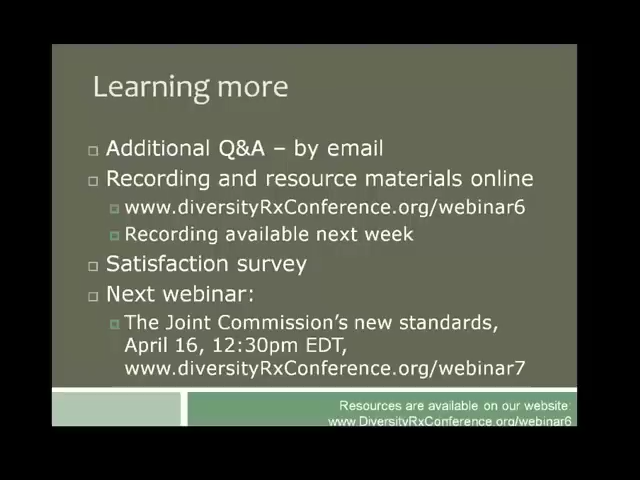 Learning more
Additional Q&A – by email
Recording and resource materials online
www.diversityRxConference.org/webinar6
Recording available next week
Satisfaction survey
Next webinar:
The Joint Commission's new standards,
April 16, 12:30pm EDT,
www.diversityRxConference.org/webinar7
Resources are available on our website:
www.DiversityRxConference.org/webinar6